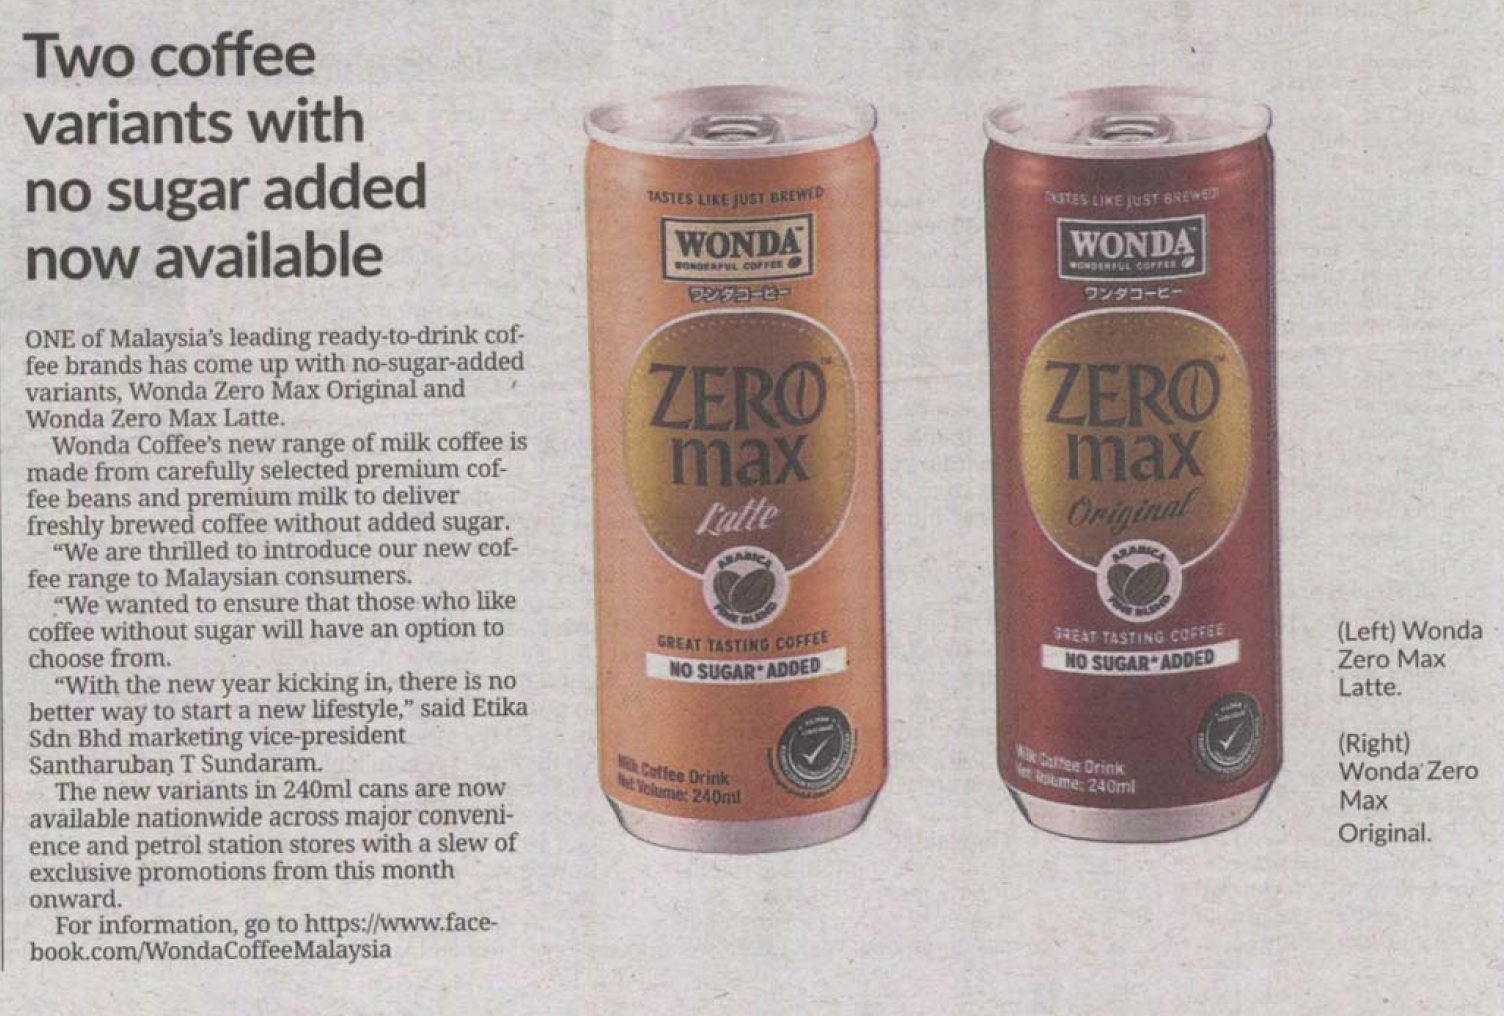 Two coffee
variants with
no sugar added
now available
ONE of Malaysia's leading ready-to-drink cof-
fee brands has come up with no-sugar-added
variants, Wonda Zero Max Original and
Wonda Zero Max Latte.
Wonda Coffee's new range of milk coffee is
made from carefully selected premium cof-
fee beans and premium milk to deliver
freshly brewed coffee without added sugar.
“We are thrilled to introduce our new cof-
fee range to Malaysian consumers.
“We wanted to ensure that those who like
coffee without sugar will have an option to
choose from.
“With the new year kicking in, there is no
better way to start a new lifestyle,” said Etika
Sdn Bhd marketing vice-president
Santharuban T Sundaram.
The new variants in 240ml cans are now
available nationwide across major conveni-
ence and petrol station stores with a slew of
exclusive promotions from this month
onward.
For information, go to https://www.face-
book.com/WondaCoffeeMalaysia
TASTES LIKE JUST BREWED
WONDA™
WONDERFUL COFFEE
ワンダコーヒー
ZERO™
max
Latte
ARABICA
FINE BLEND
GREAT TASTING COFFEE
NO SUGAR* ADDED
Milk Coffee Drink
Net Volume: 240ml
TASTES LIKE JUST BREWED!
WONDA™
WONDERFUL COFFEE
ワンダコーヒー
ZERO™
max
Original
ARABICA
FINE BLEND
GREAT TASTING COFFEE
NO SUGAR* ADDED
Milk Coffee Drink
Net Volume: 240ml
(Left) Wonda
Zero Max
Latte.
(Right)
Wonda Zero
Max
Original.